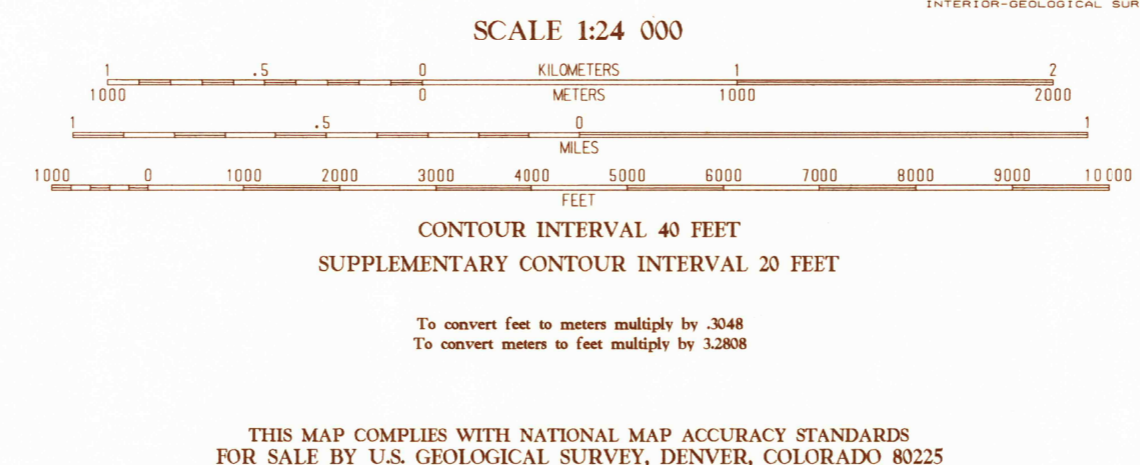 INTERIOR-GEOLOGICAL SUR
SCALE 1:24 000
1 .5 0 KILOMETERS 1 2
1000 0 METERS 1000 2000
1 .5 0 1
MILES
1000 0 1000 2000 3000 4000 5000 6000 7000 8000 9000 10 000
FEET
CONTOUR INTERVAL 40 FEET
SUPPLEMENTARY CONTOUR INTERVAL 20 FEET
To convert feet to meters multiply by .3048
To convert meters to feet multiply by 3.2808
THIS MAP COMPLIES WITH NATIONAL MAP ACCURACY STANDARDS
FOR SALE BY U.S. GEOLOGICAL SURVEY, DENVER, COLORADO 80225